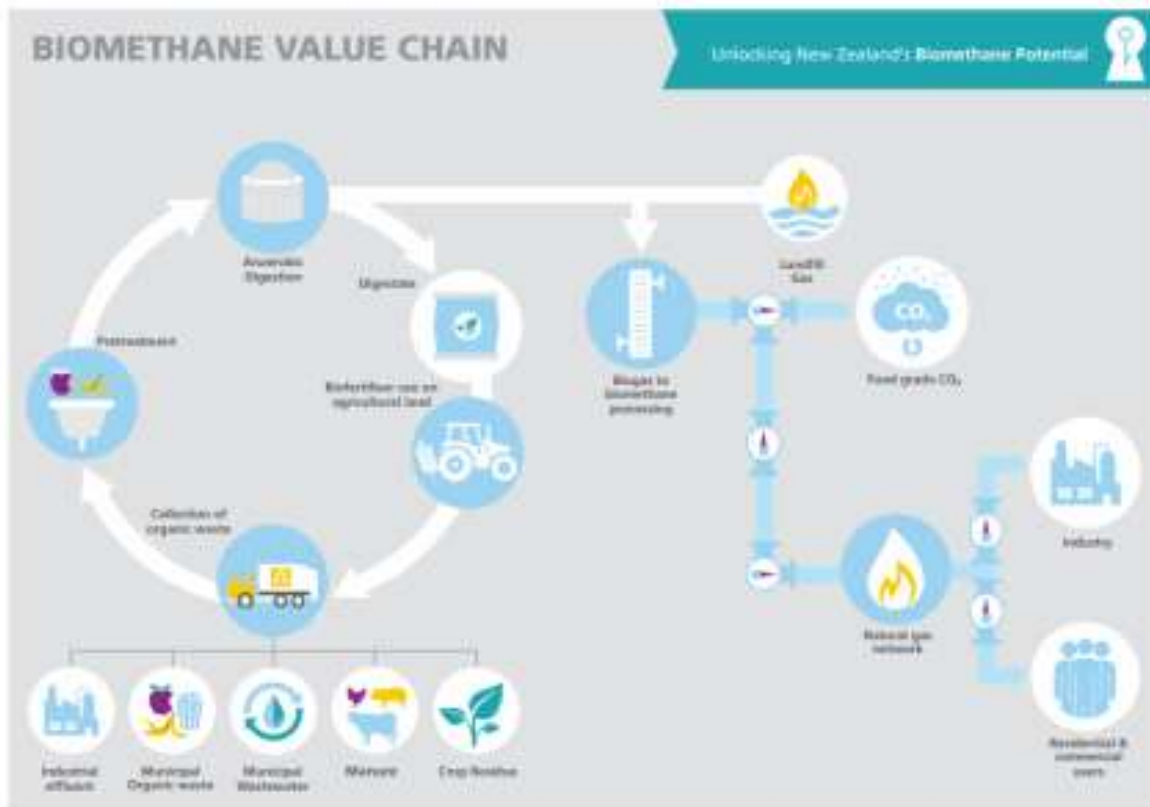 BIOMETHANE VALUE CHAIN
Unlocking New Zealand's Biomethane Potential
Anaerobic
Digestion
Digestate
Landfill
Gas
CO₂
Pretreatment
Biofertiliser use on
agricultural land
Biogas to
biomethane
processing
Food grade CO₂
Collection of
organic waste
Industry
Natural gas
network
Industrial
effluent
Municipal
Organic waste
Municipal
Wastewater
Manure
Crop Residue
Residential &
commercial
users